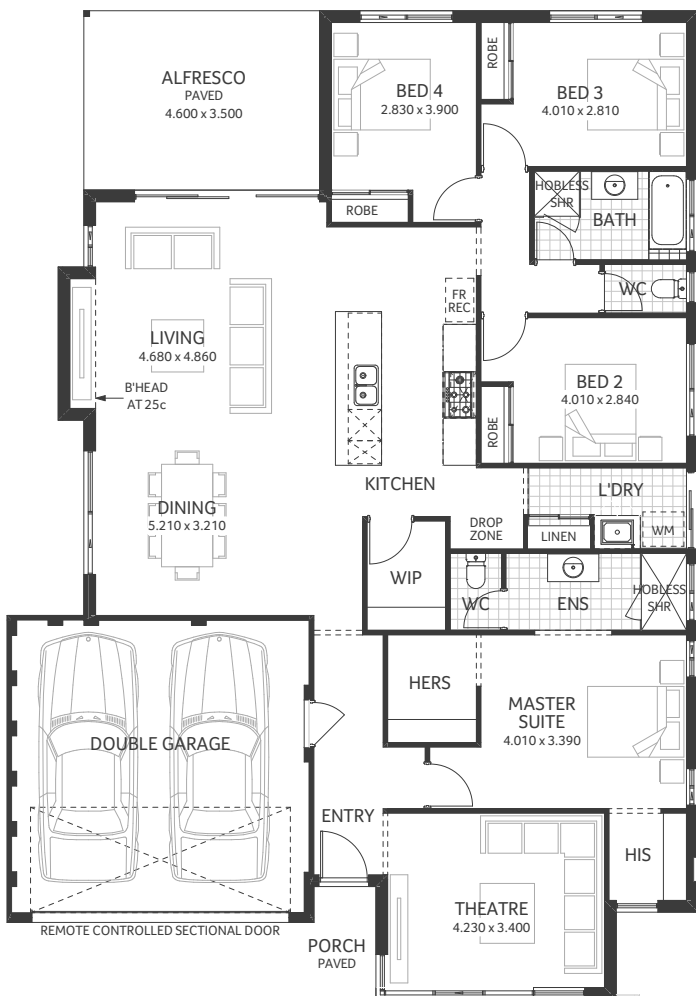 ALFRESCO
PAVED
4.600 x 3.500
BED 4
2.830 x 3.900
ROBE
BED 3
4.010 x 2.810
ROBE
HOBLESS
SHR
BATH
WC
FR
REC
LIVING
4.680 x 4.860
B'HEAD
AT 25c
BED 2
4.010 x 2.840
ROBE
KITCHEN
DINING
5.210 x 3.210
L'DRY
DROP
ZONE
LINEN
WM
WIP
WC
ENS
HOBLESS
SHR
HERS
MASTER
SUITE
4.010 x 3.390
DOUBLE GARAGE
ENTRY
HIS
THEATRE
4.230 x 3.400
REMOTE CONTROLLED SECTIONAL DOOR
PORCH
PAVED